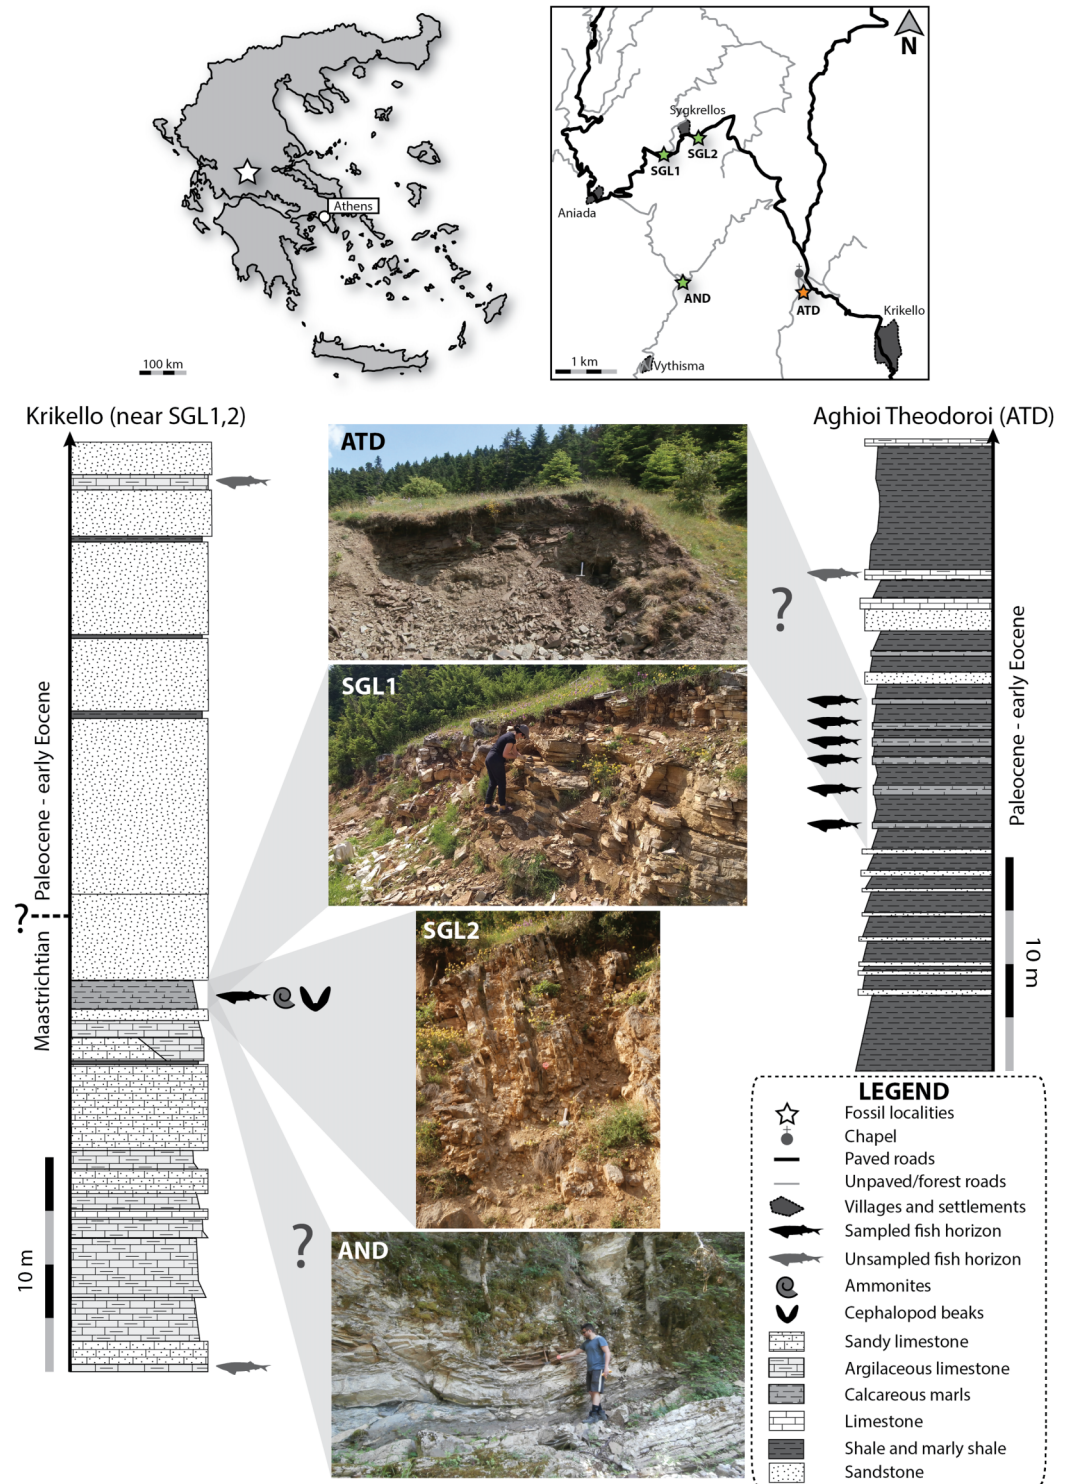 Athens
100 km
N
Sygkrellos
SGL2
SGL1
Aniada
AND
ATD
Krikello
1 km
Vythisma
Krikello (near SGL1,2)
Aghioi Theodoroi (ATD)
ATD
?
SGL1
Paleocene - early Eocene
Paleocene - early Eocene
?
SGL2
Maastrichtian
10 m
LEGEND
Fossil localities
Chapel
Paved roads
Unpaved/forest roads
Villages and settlements
Sampled fish horizon
Unsampled fish horizon
Ammonites
Cephalopod beaks
Sandy limestone
Argilaceous limestone
Calcareous marls
Limestone
Shale and marly shale
Sandstone
?
AND
10 m